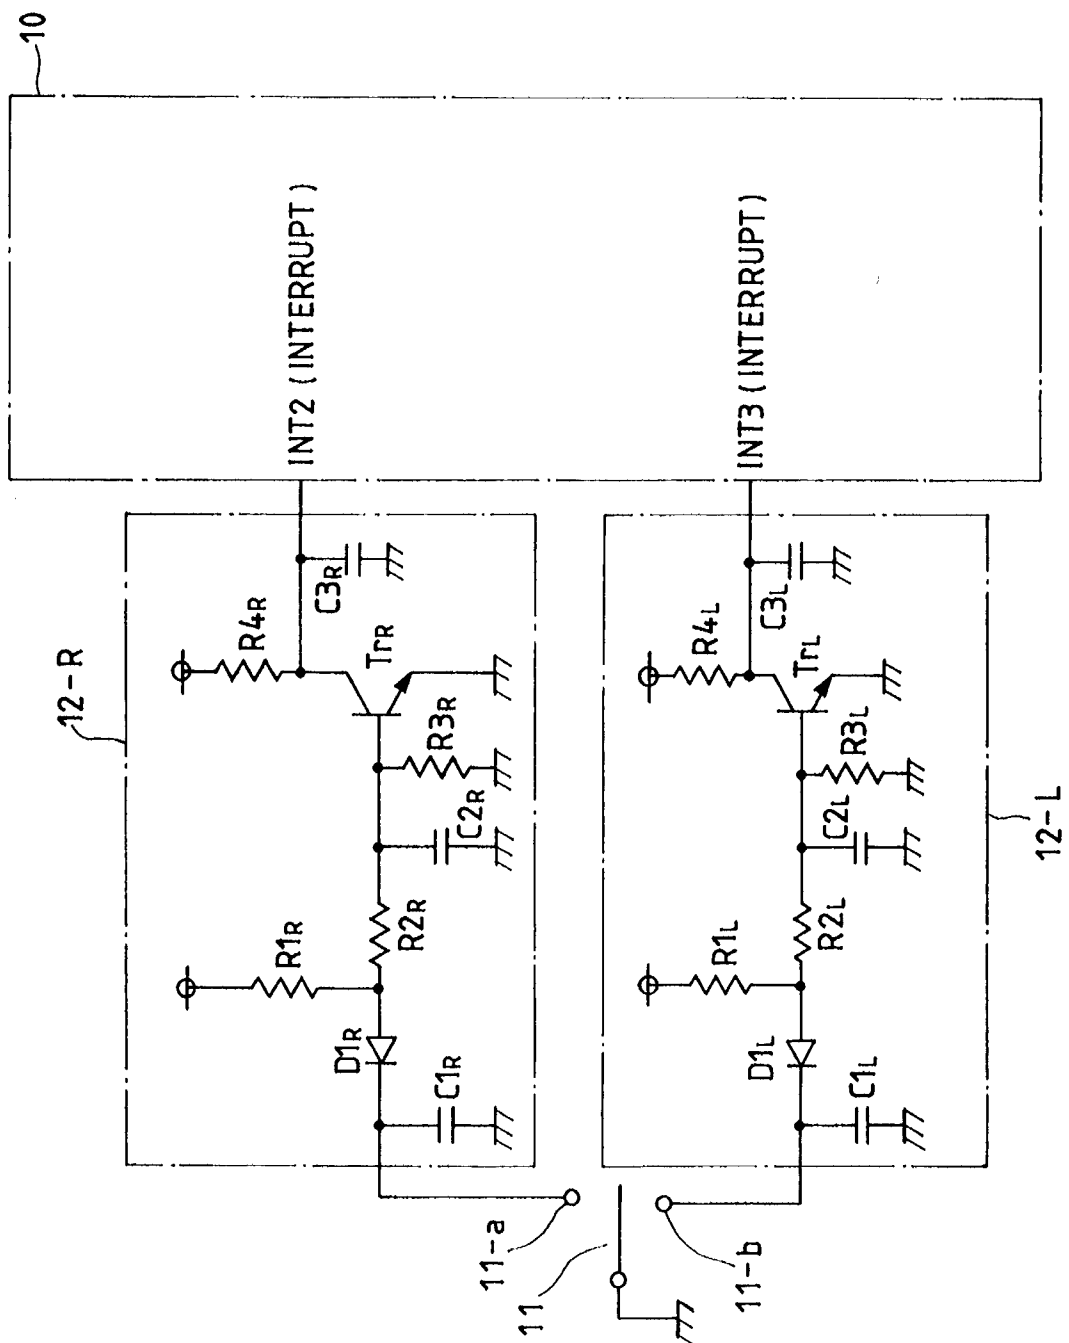 10
INT2 (INTERRUPT)
INT3 (INTERRUPT)
12-R
R4R
C3R
TrR
R3R
C2R
R1R
R2R
D1R
C1R
R4L
C3L
TrL
R3L
C2L
12-L
R1L
R2L
D1L
C1L
11-a
11
11-b